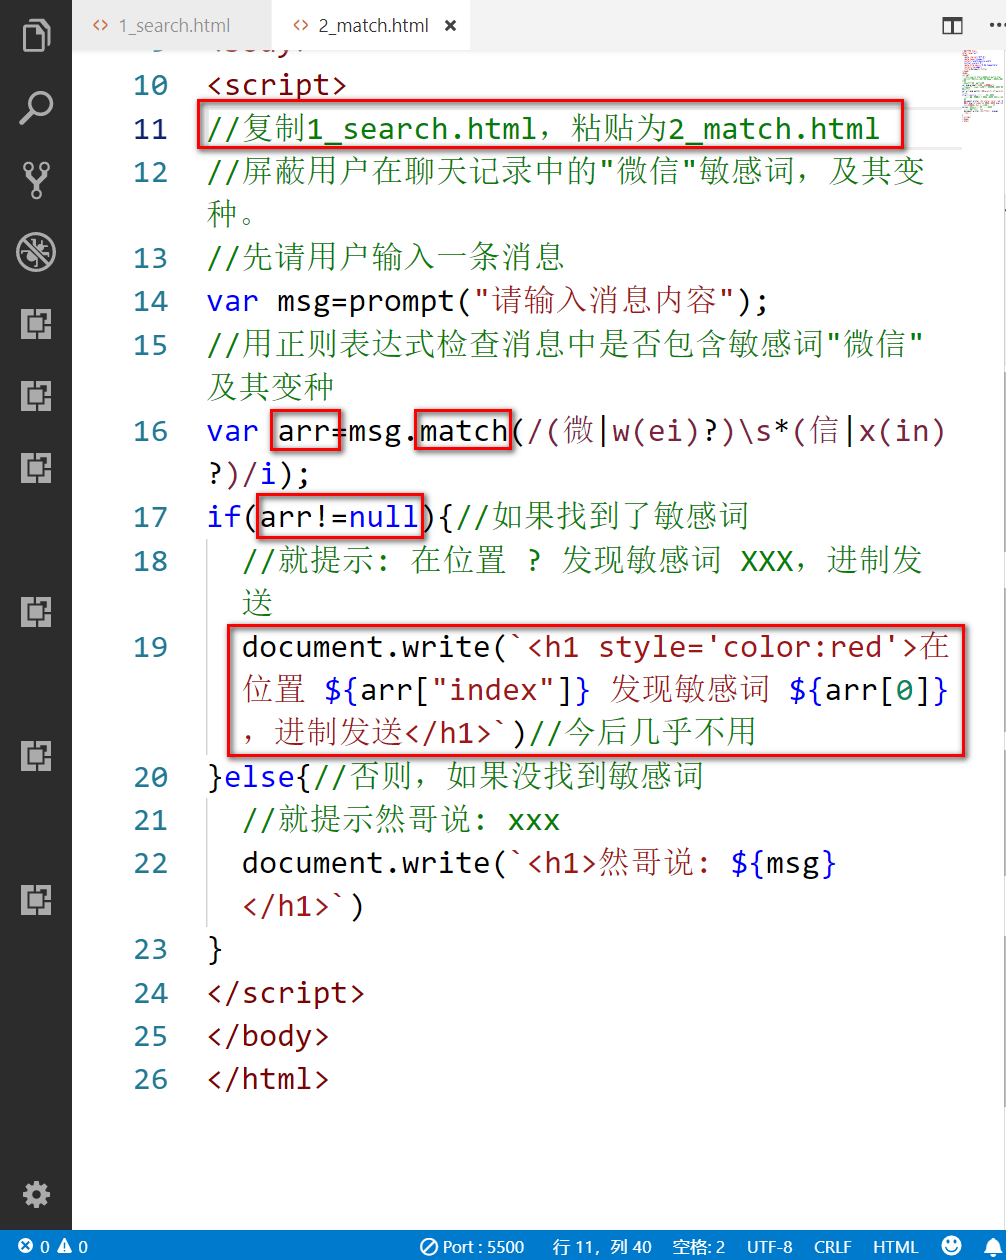 1_search.html
2_match.html
10 <script>
11 //复制1_search.html，粘贴为2_match.html
12 //屏蔽用户在聊天记录中的"微信"敏感词，及其变
种。
13 //先请用户输入一条消息
14 var msg=prompt("请输入消息内容");
15 //用正则表达式检查消息中是否包含敏感词"微信"
及其变种
16 var arr=msg.match(/(微|w(ei)?)\s*(信|x(in)
?)/i);
17 if(arr!=null){//如果找到了敏感词
18 //就提示: 在位置 ? 发现敏感词 XXX，进制发
送
19 document.write(`<h1 style='color:red'>在
位置 ${arr["index"]} 发现敏感词 ${arr[0]}
，进制发送</h1>`)//今后几乎不用
20 }else{//否则，如果没找到敏感词
21 //就提示然哥说: xxx
22 document.write(`<h1>然哥说: ${msg}
</h1>`)
23 }
24 </script>
25 </body>
26 </html>
0 0 Port : 5500 行 11，列 40 空格: 2 UTF-8 CRLF HTML